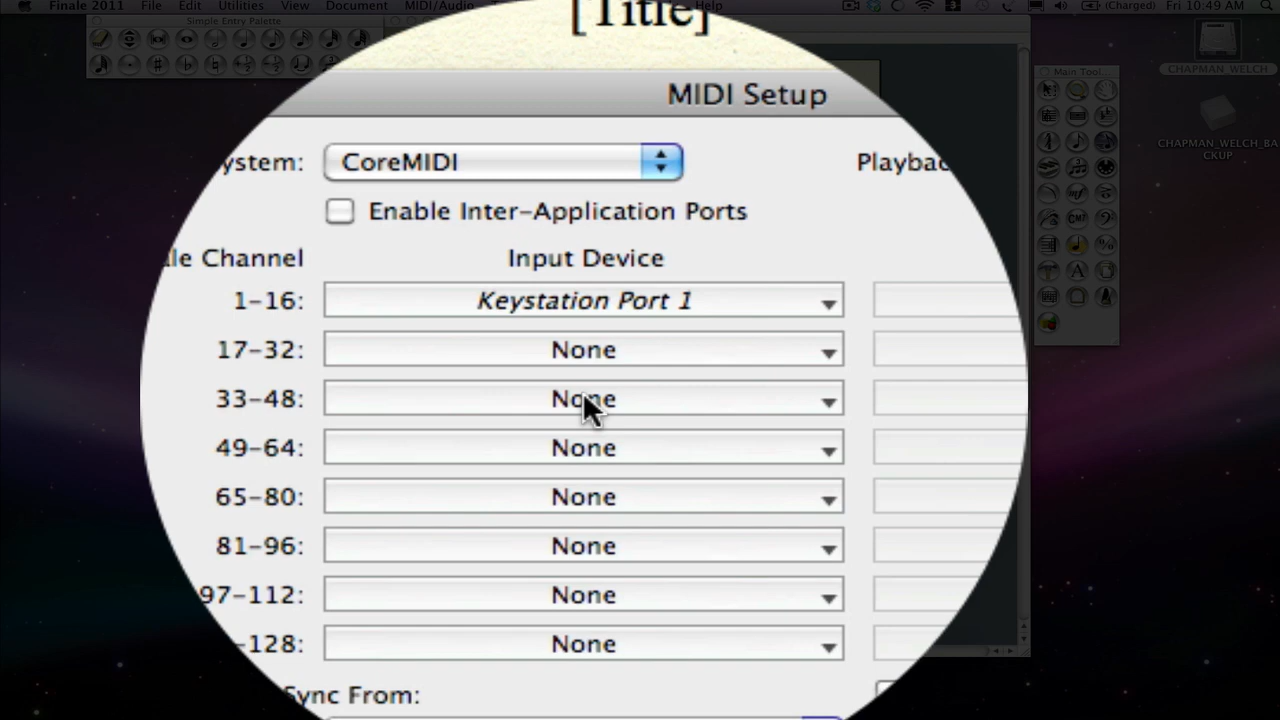 Finale 2011 File Edit Utilities View Document MIDI/Audio Help (Charged) Fri 10:49 AM
Simple Entry Palette
[Title]
Main Tool...
CHAPMAN_WELCH
CHAPMAN_WELCH_BA
CKUP
MIDI Setup
ystem: CoreMIDI Playbac
Enable Inter-Application Ports
le Channel Input Device
1-16: Keystation Port 1
17-32: None
33-48: None
49-64: None
65-80: None
81-96: None
97-112: None
-128: None
Sync From: